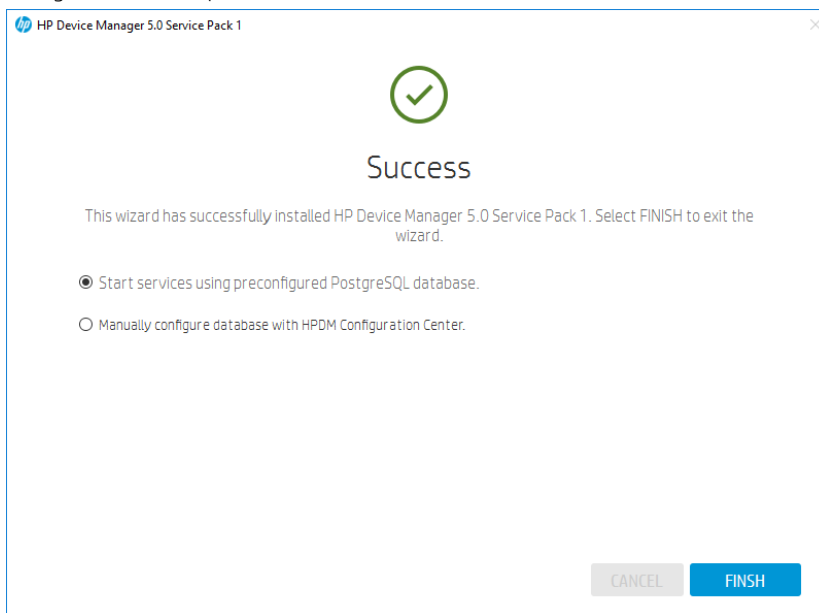 HP Device Manager 5.0 Service Pack 1
Success
This wizard has successfully installed HP Device Manager 5.0 Service Pack 1. Select FINISH to exit the
wizard.
Start services using preconfigured PostgreSQL database.
Manually configure database with HPDM Configuration Center.
CANCEL
FINSH